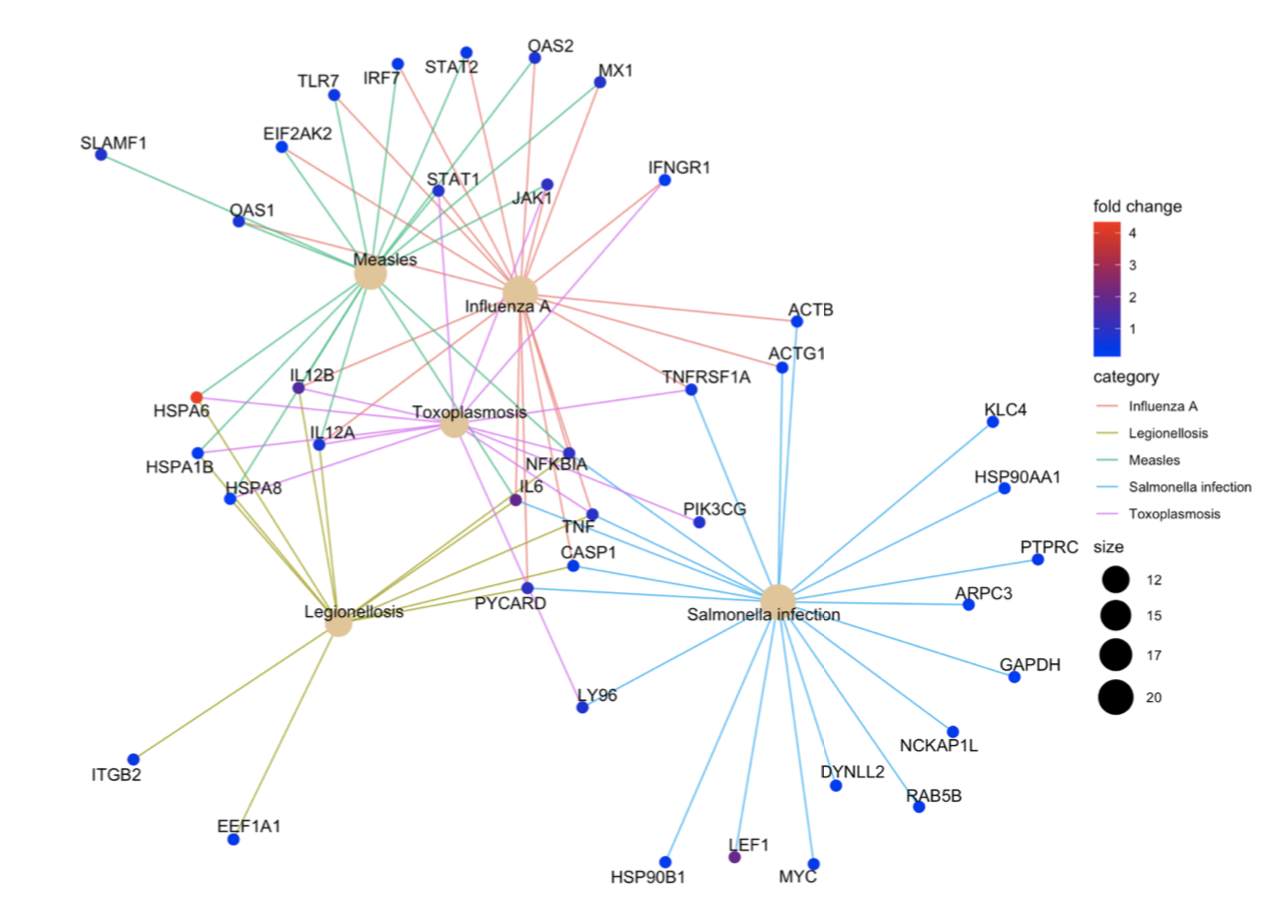 OAS2
STAT2
MX1
IRF7
TLR7
EIF2AK2
SLAMF1
IFNGR1
STAT1
JAK1
OAS1
Measles
Influenza A
ACTB
ACTG1
IL12B
TNFRSF1A
HSPA6
Toxoplasmosis
KLC4
IL12A
HSPA1B
NFKBIA
HSP90AA1
HSPA8
IL6
PIK3CG
TNF
PTPRC
CASP1
ARPC3
PYCARD
Legionellosis
Salmonella infection
GAPDH
LY96
NCKAP1L
ITGB2
DYNLL2
RAB5B
EEF1A1
LEF1
HSP90B1
MYC
fold change
4
3
2
1
category
Influenza A
Legionellosis
Measles
Salmonella infection
Toxoplasmosis
size
12
15
17
20